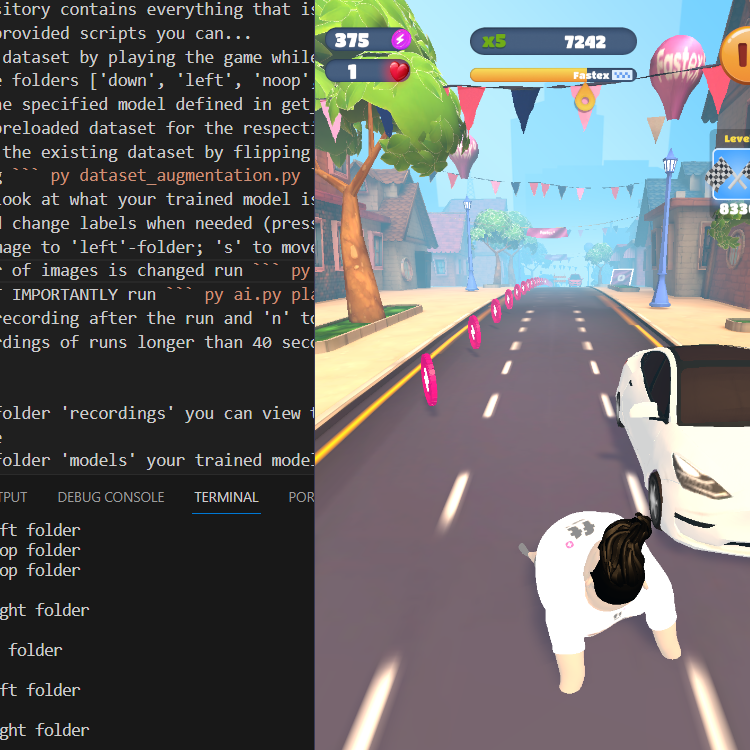 sitory contains everything that is
provided scripts you can...
dataset by playing the game while
e folders ['down', 'left', 'noop',
he specified model defined in get
preloaded dataset for the respecti
the existing dataset by flipping
g ``` py dataset_augmentation.py
look at what your trained model is
d change labels when needed (press
mage to 'left'-folder; 's' to move
r of images is changed run ``` py
T IMPORTANTLY run ``` py ai.py pla
recording after the run and 'n' to
rdings of runs longer than 40 seco
folder 'recordings' you can view t
e
folder 'models' your trained model
TPUT DEBUG CONSOLE TERMINAL POR
ft folder
op folder
op folder
ght folder
folder
ft folder
ght folder
375
1
x5 7242
Fastex
Fastex
Leve
833